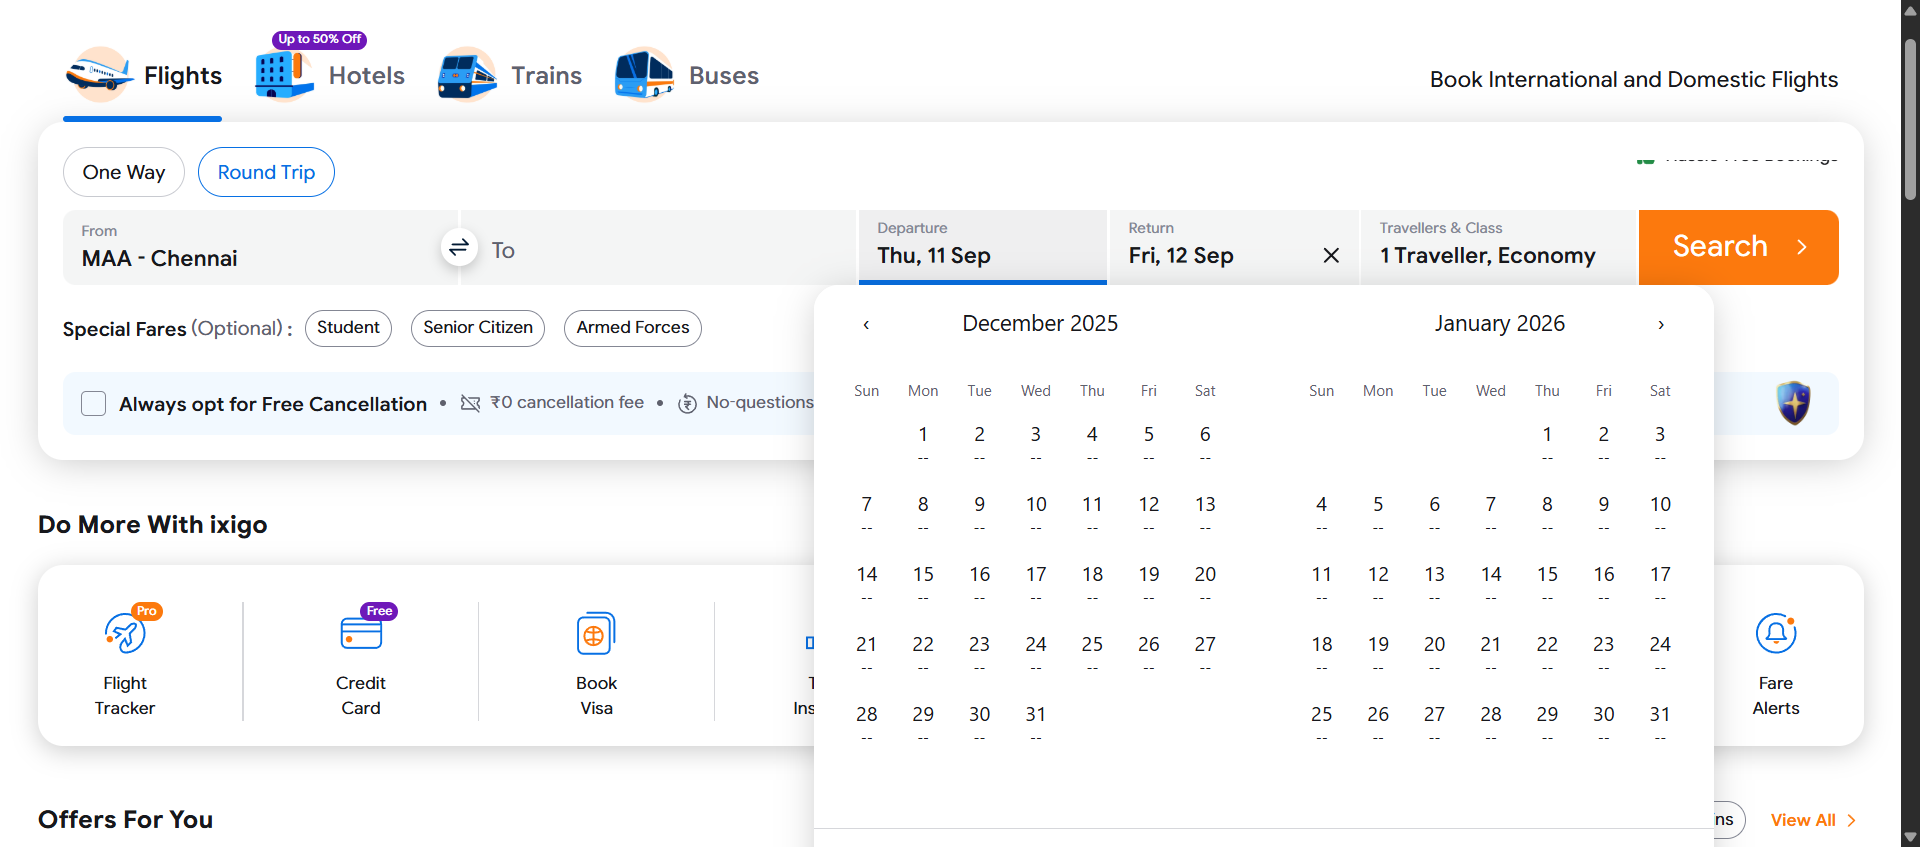 Up to 50% Off
Flights
Hotels
Trains
Buses
Book International and Domestic Flights
One Way
Round Trip
From
MAA - Chennai
To
Departure
Thu, 11 Sep
Return
Fri, 12 Sep
Travellers & Class
1 Traveller, Economy
Search
Special Fares (Optional) :
Student
Senior Citizen
Armed Forces
Always opt for Free Cancellation • ₹0 cancellation fee • No-questions
‹ December 2025
January 2026 ›
Sun Mon Tue Wed Thu Fri Sat
1 2 3 4 5 6
-- -- -- -- -- --
7 8 9 10 11 12 13
-- -- -- -- -- -- --
14 15 16 17 18 19 20
-- -- -- -- -- -- --
21 22 23 24 25 26 27
-- -- -- -- -- -- --
28 29 30 31
-- -- -- --
Sun Mon Tue Wed Thu Fri Sat
1 2 3
-- -- --
4 5 6 7 8 9 10
-- -- -- -- -- -- --
11 12 13 14 15 16 17
-- -- -- -- -- -- --
18 19 20 21 22 23 24
-- -- -- -- -- -- --
25 26 27 28 29 30 31
-- -- -- -- -- -- --
Do More With ixigo
Pro
Flight
Tracker
Free
Credit
Card
Book
Visa
Fare
Alerts
Offers For You
View All